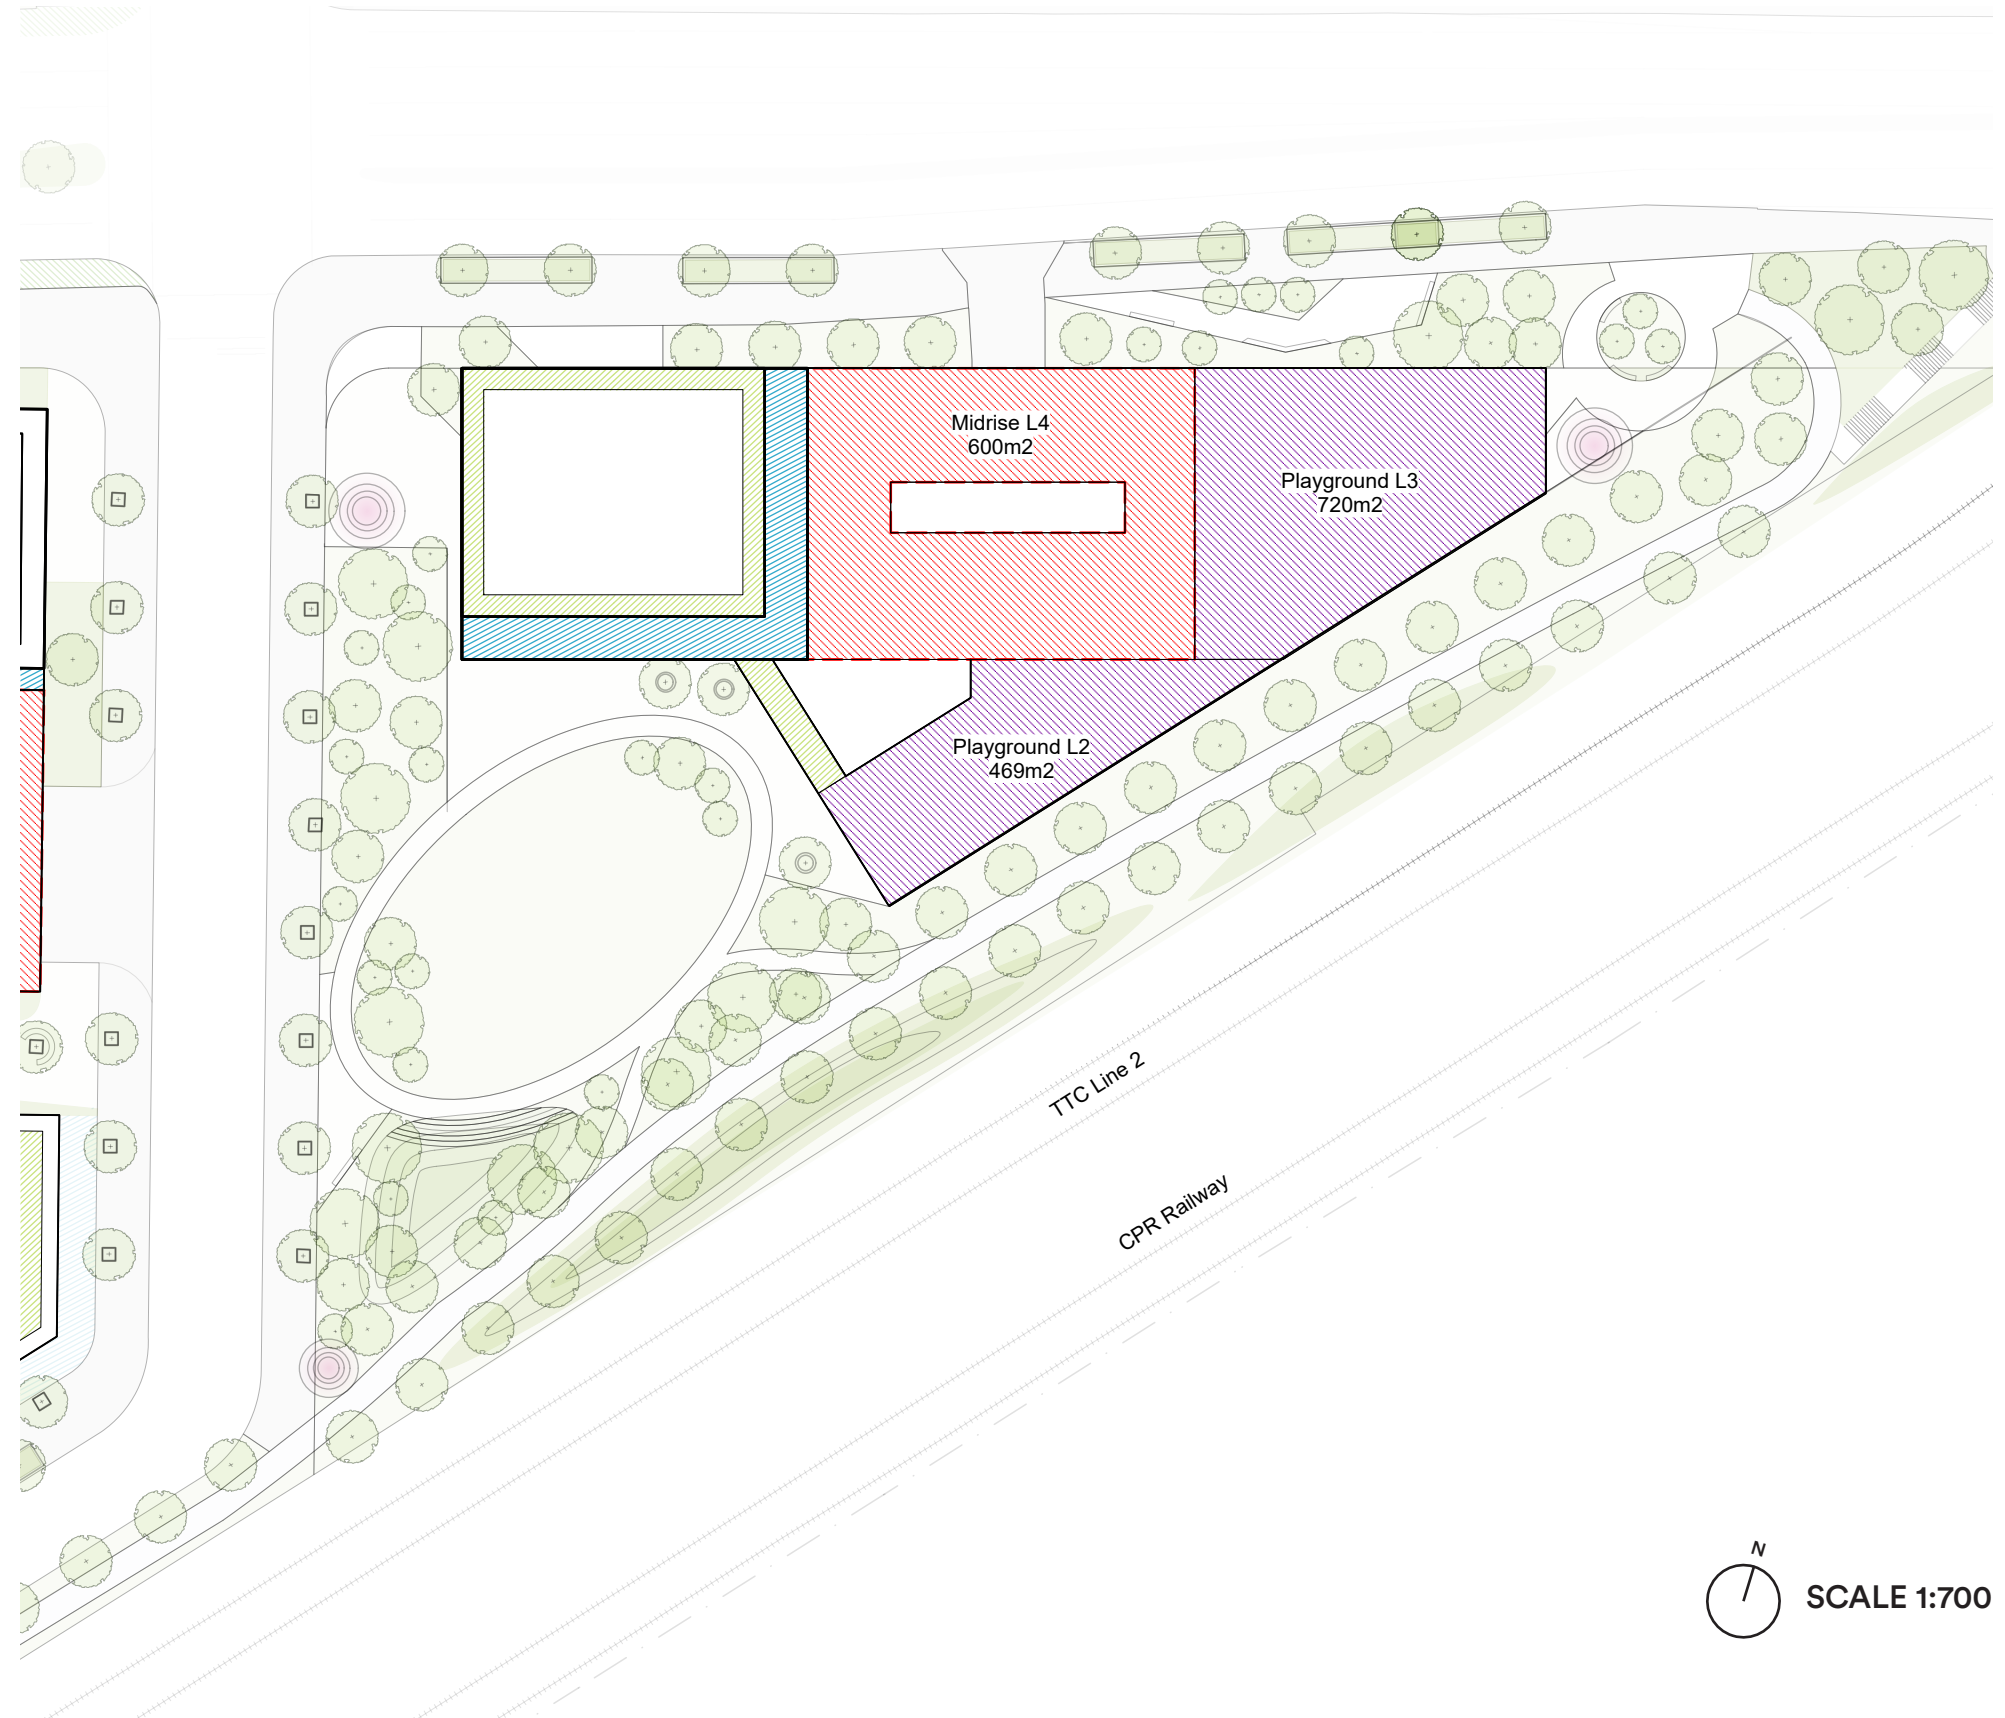 Midrise L4
600m2
Playground L3
720m2
Playground L2
469m2
TTC Line 2
CPR Railway
N
SCALE 1:700